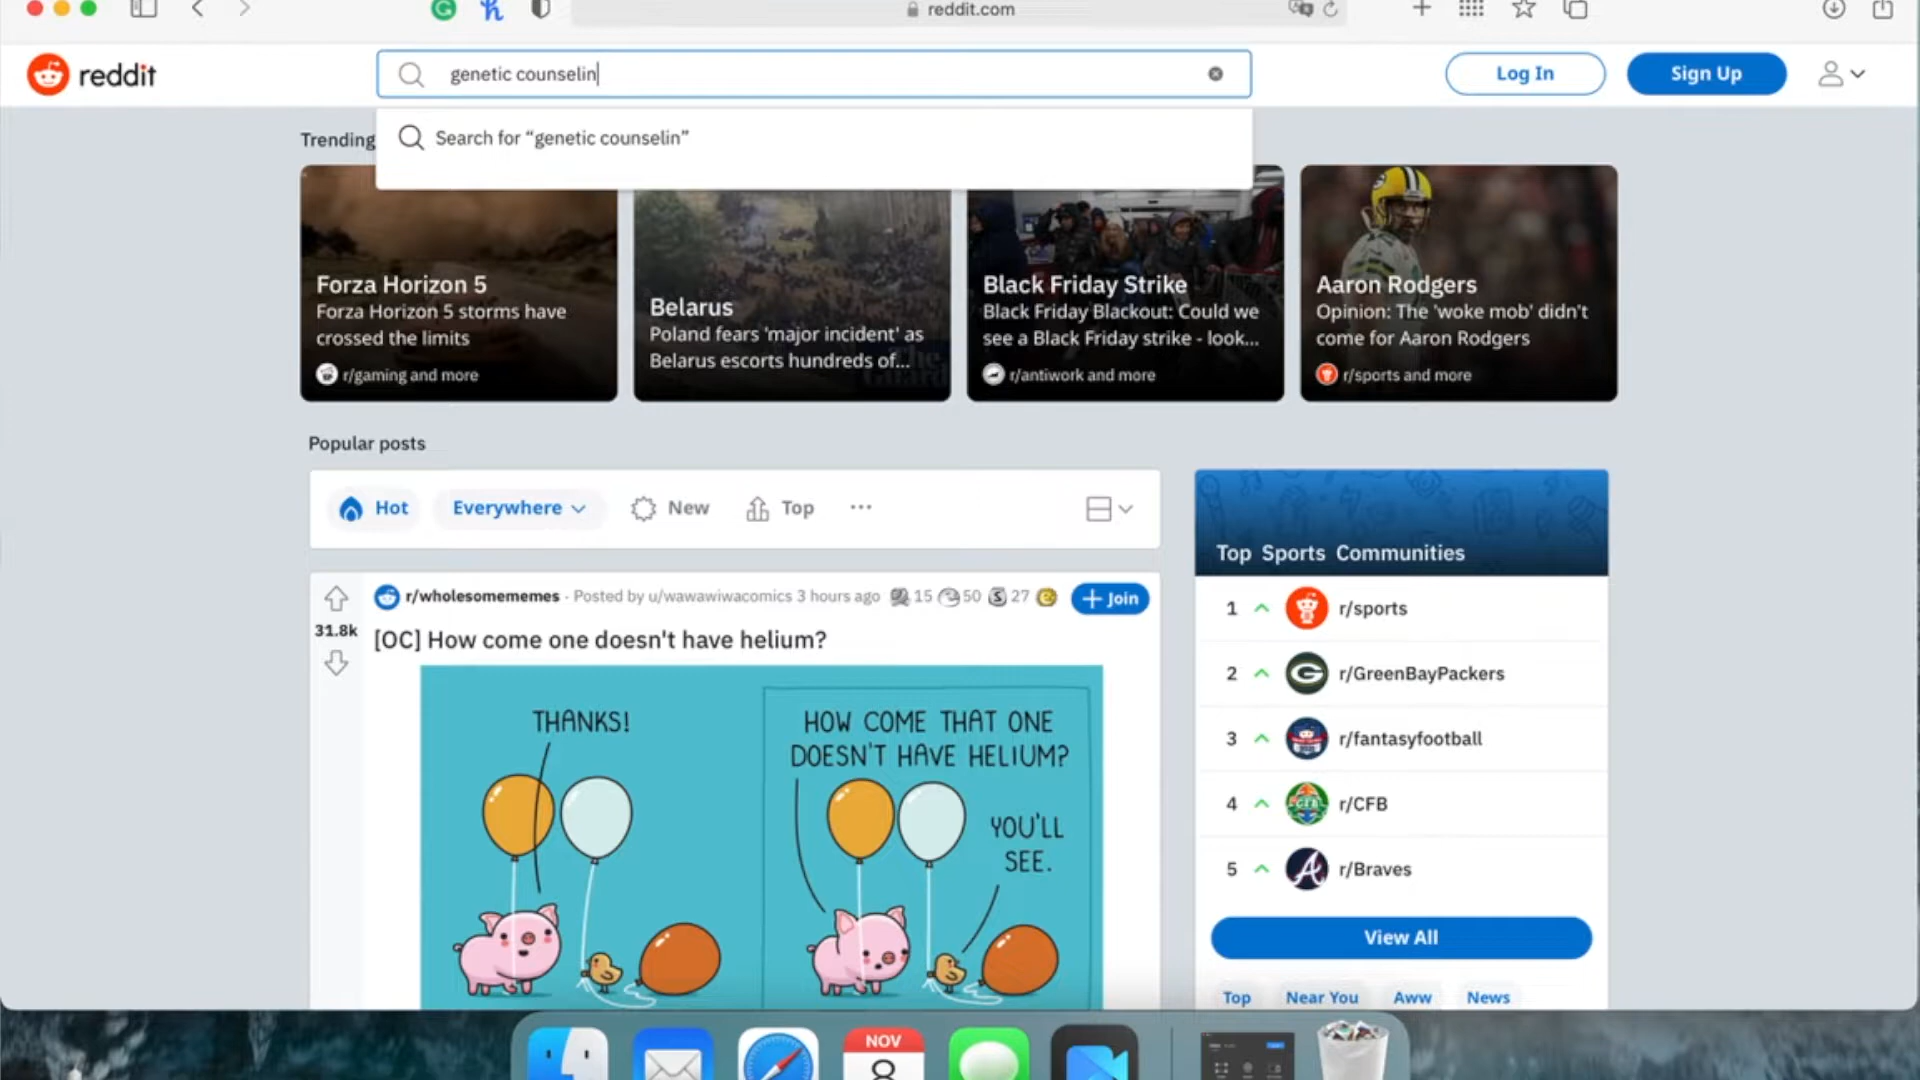 reddit.com
reddit
genetic counselin
Log In
Sign Up
Search for “genetic counselin”
Trending
Forza Horizon 5
Forza Horizon 5 storms have
crossed the limits
r/gaming and more
Belarus
Poland fears 'major incident' as
Belarus escorts hundreds of...
Black Friday Strike
Black Friday Blackout: Could we
see a Black Friday strike - look...
r/antiwork and more
Aaron Rodgers
Opinion: The 'woke mob' didn't
come for Aaron Rodgers
r/sports and more
Popular posts
Hot
Everywhere
New
Top
Top Sports Communities
r/wholesomememes · Posted by u/wawawiwacomics 3 hours ago 15 50 S 27
Join
31.8k
[OC] How come one doesn't have helium?
THANKS!
HOW COME THAT ONE
DOESN'T HAVE HELIUM?
YOU'LL
SEE.
1 r/sports
2 r/GreenBayPackers
3 r/fantasyfootball
4 r/CFB
5 r/Braves
View All
Top
Near You
Aww
News
NOV
8